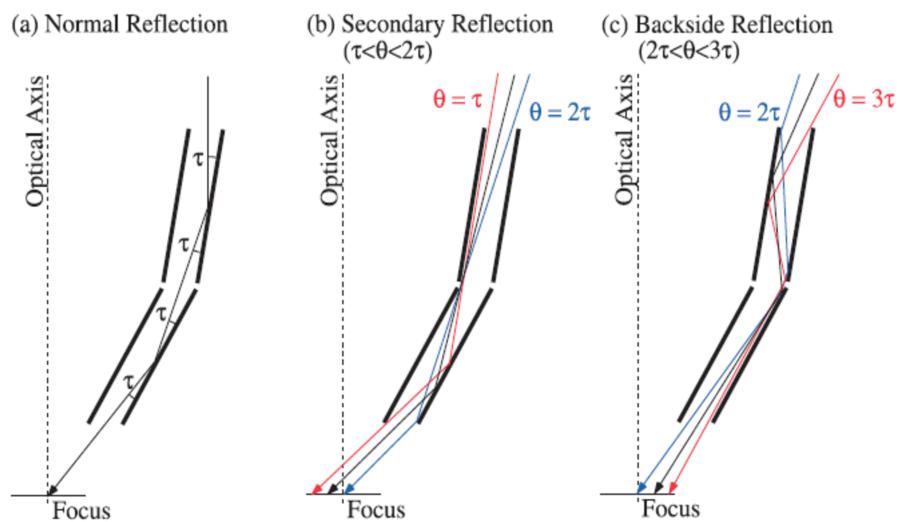 (a) Normal Reflection
Optical Axis
τ
τ
τ
τ
Focus
(b) Secondary Reflection
(τ<θ<2τ)
Optical Axis
θ = τ
θ = 2τ
Focus
(c) Backside Reflection
(2τ<θ<3τ)
Optical Axis
θ = 2τ
θ = 3τ
Focus